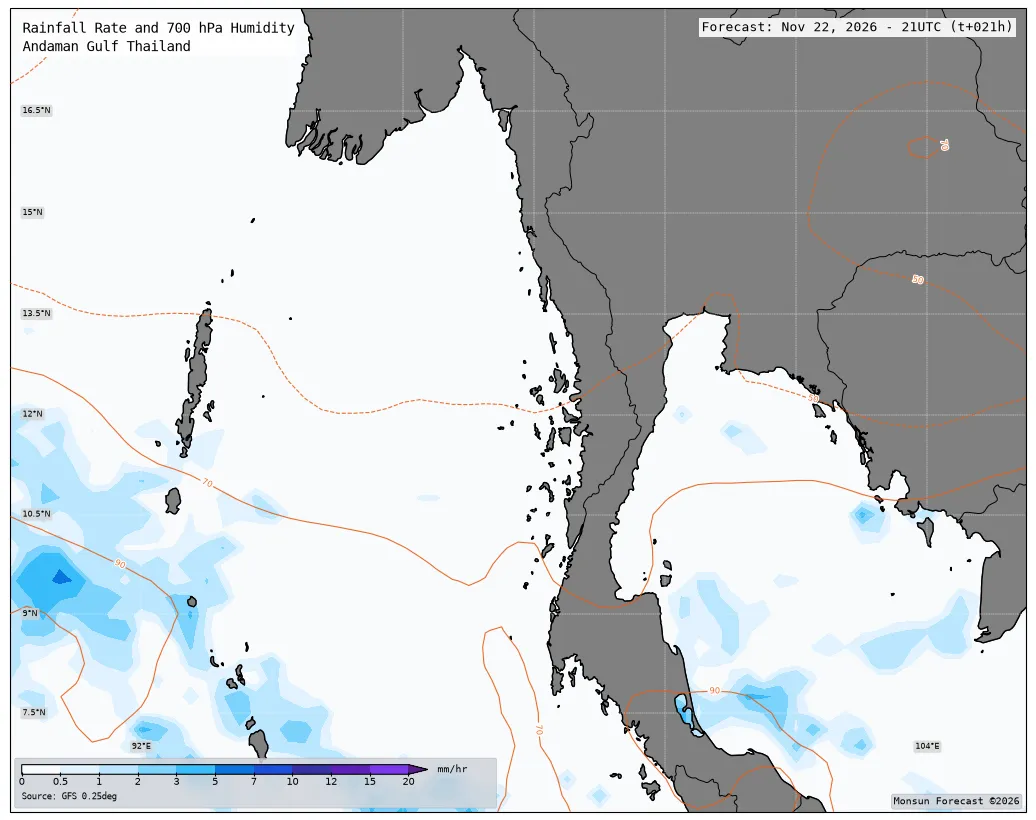 Rainfall Rate and 700 hPa Humidity
Andaman Gulf Thailand
Forecast: Nov 22, 2026 - 21UTC (t+021h)
16.5°N
70
15°N
50
13.5°N
50
12°N
70
10.5°N
90
9°N
90
7.5°N
70
92°E
104°E
0 0.5 1 2 3 5 7 10 12 15 20 mm/hr
Source: GFS 0.25deg
Monsun Forecast ©2026